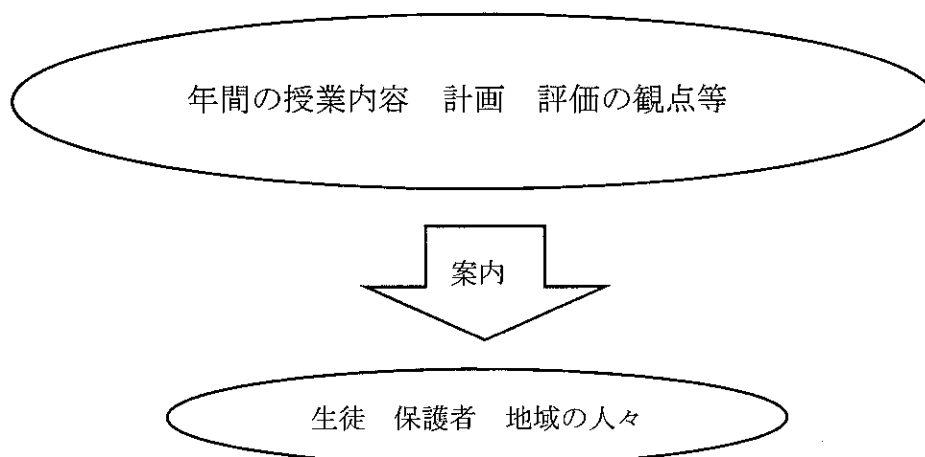 年間の授業内容　計画　評価の観点等
案内
生徒　保護者　地域の人々